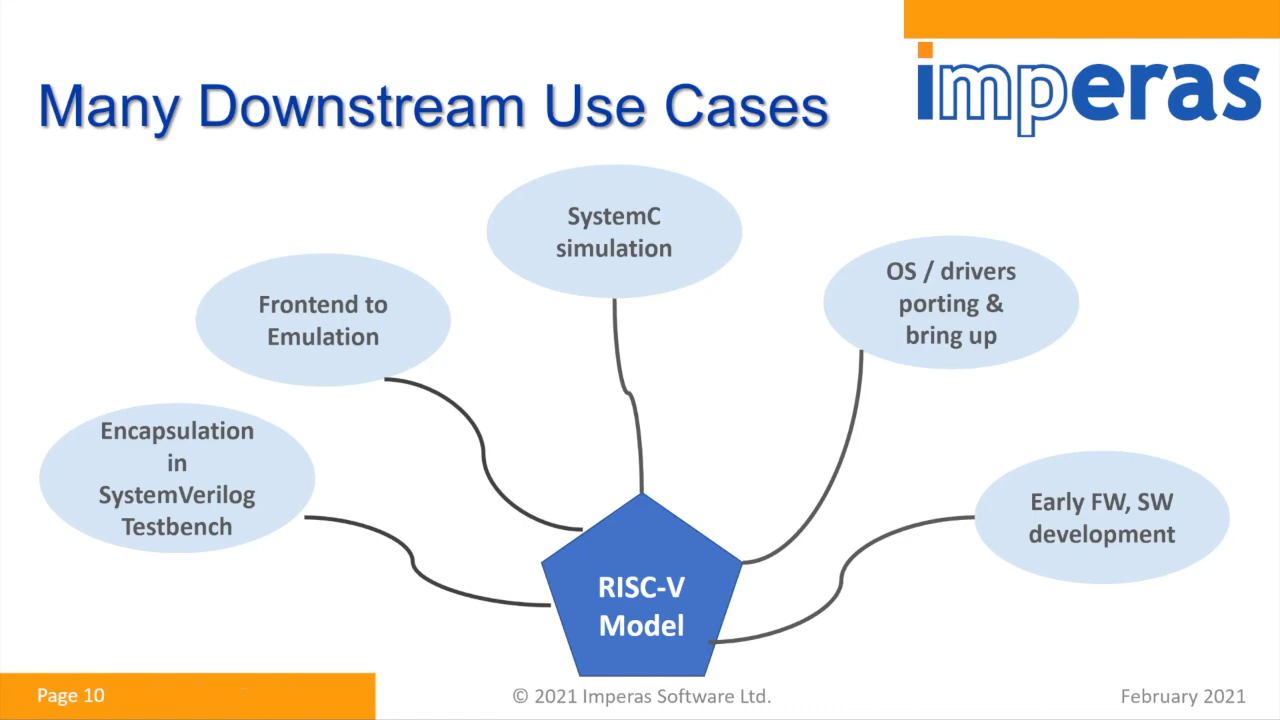 imperas
Many Downstream Use Cases
SystemC
simulation
OS / drivers
porting &
bring up
Frontend to
Emulation
Encapsulation
in
SystemVerilog
Testbench
Early FW, SW
development
RISC-V
Model
Page 10
© 2021 Imperas Software Ltd.
February 2021